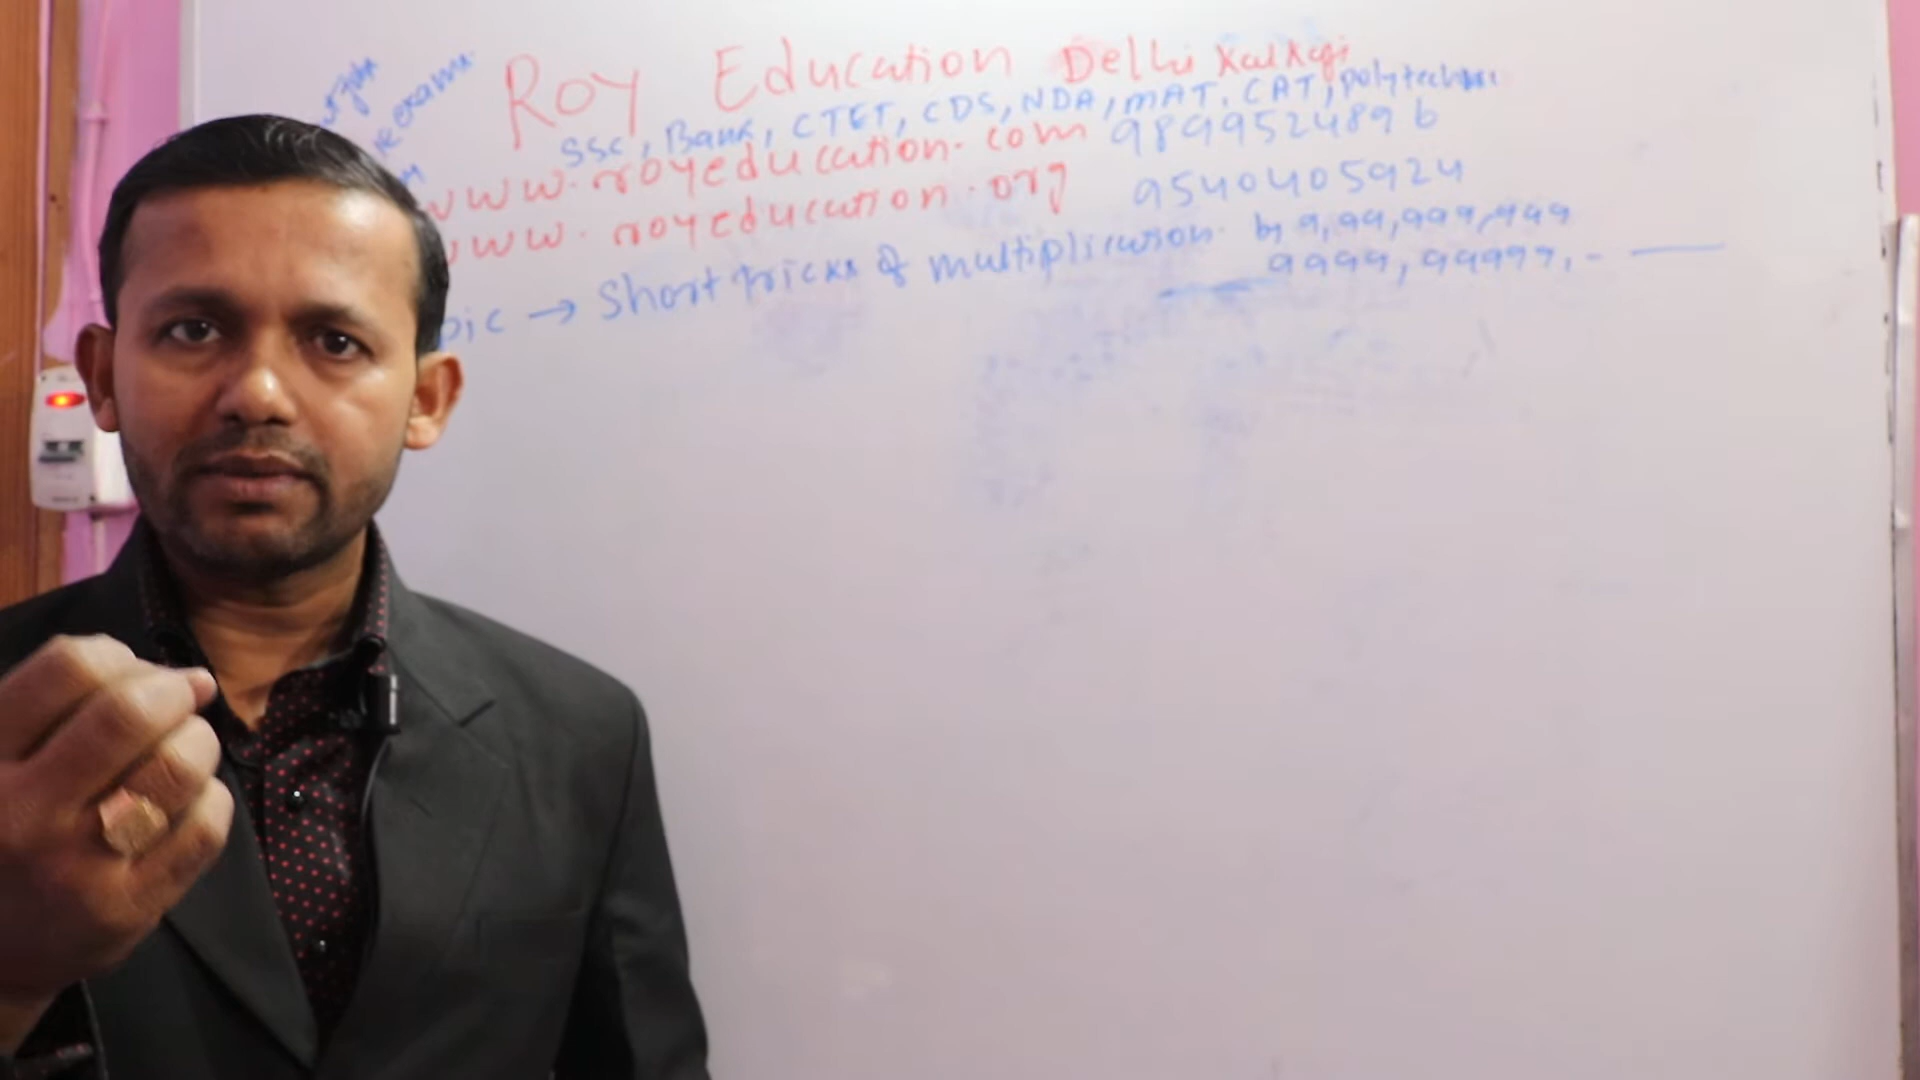 Roy Education Delhi Kalkaji
SSC, Bank, CTET, CDS, NDA, MAT, CAT, polytechnic
www.royeducation.com 9899524896
www.royeducation.org 9540405924
pic → Short tricks of multiplication by 9, 99, 999, 999
9999, 99999, -